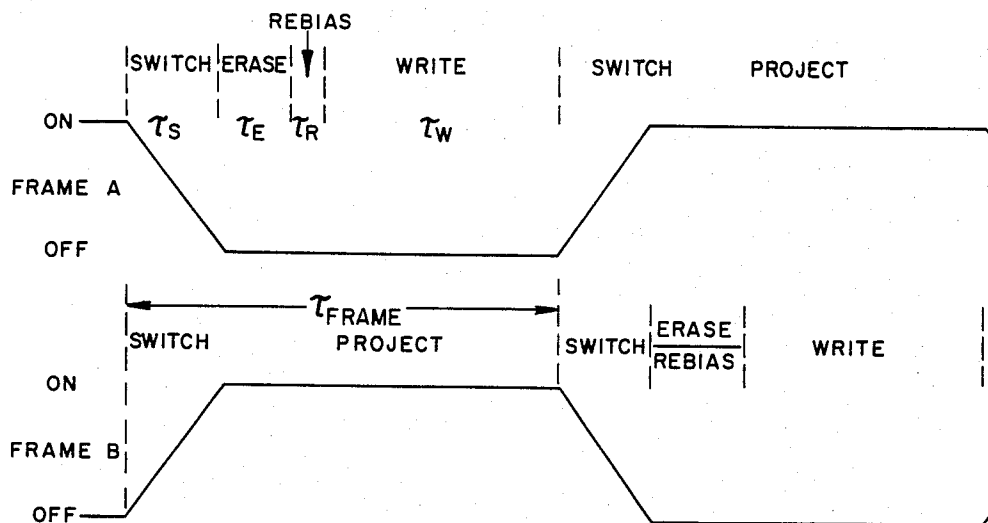 REBIAS
SWITCH ERASE WRITE SWITCH PROJECT
ON τS τE τR τW
FRAME A
OFF
τFRAME
SWITCH PROJECT SWITCH ERASE WRITE
REBIAS
ON
FRAME B
OFF